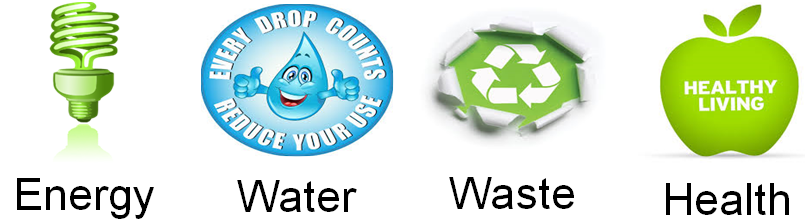 EVERY DROP COUNTS
REDUCE YOUR USE
HEALTHY
LIVING
Energy
Water
Waste
Health